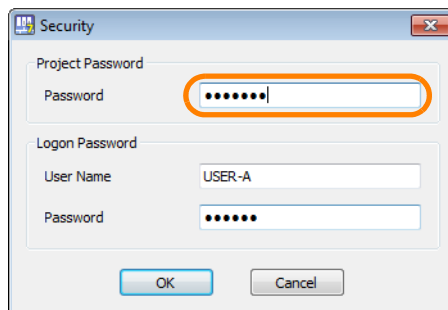 Security
Project Password
Password •••••••
Logon Password
User Name USER-A
Password ••••••
OK Cancel